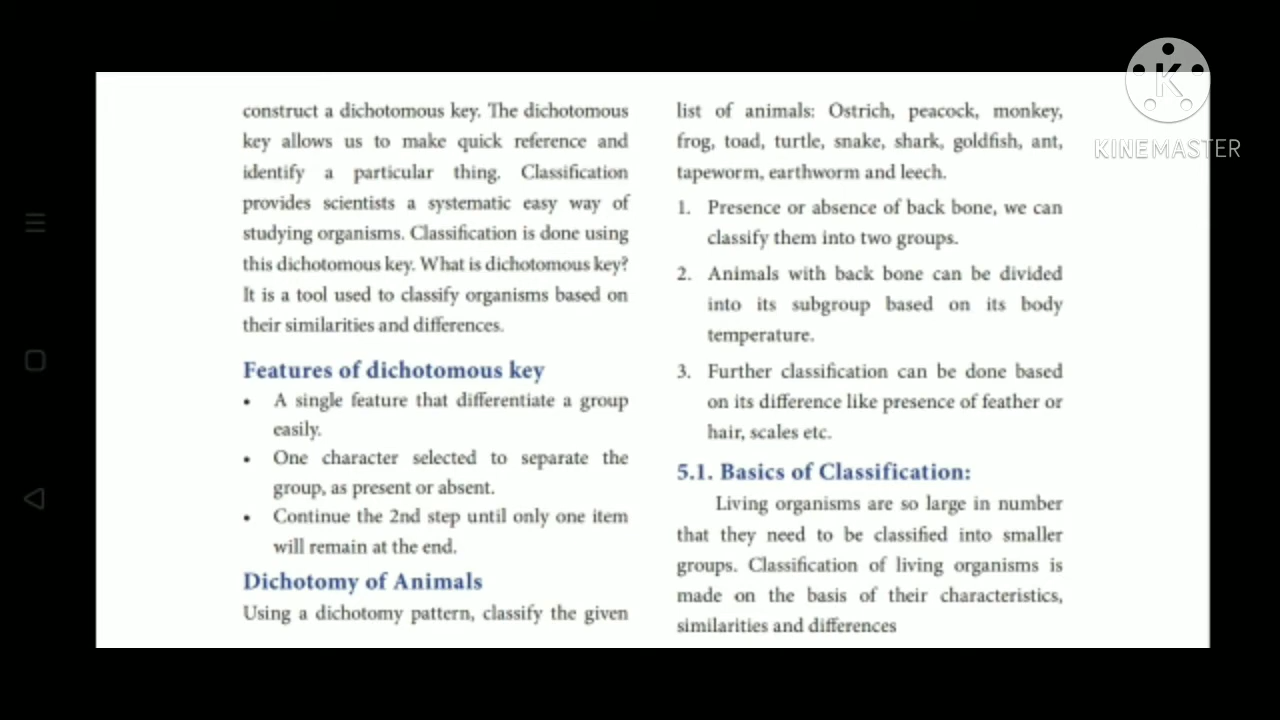 construct a dichotomous key. The dichotomous
key allows us to make quick reference and
identify a particular thing. Classification
provides scientists a systematic easy way of
studying organisms. Classification is done using
this dichotomous key. What is dichotomous key?
It is a tool used to classify organisms based on
their similarities and differences.
Features of dichotomous key
• A single feature that differentiate a group
easily.
• One character selected to separate the
group, as present or absent.
• Continue the 2nd step until only one item
will remain at the end.
Dichotomy of Animals
Using a dichotomy pattern, classify the given
list of animals: Ostrich, peacock, monkey,
frog, toad, turtle, snake, shark, goldfish, ant,
tapeworm, earthworm and leech.
1. Presence or absence of back bone, we can
classify them into two groups.
2. Animals with back bone can be divided
into its subgroup based on its body
temperature.
3. Further classification can be done based
on its difference like presence of feather or
hair, scales etc.
5.1. Basics of Classification:
Living organisms are so large in number
that they need to be classified into smaller
groups. Classification of living organisms is
made on the basis of their characteristics,
similarities and differences
K
KINEMASTER